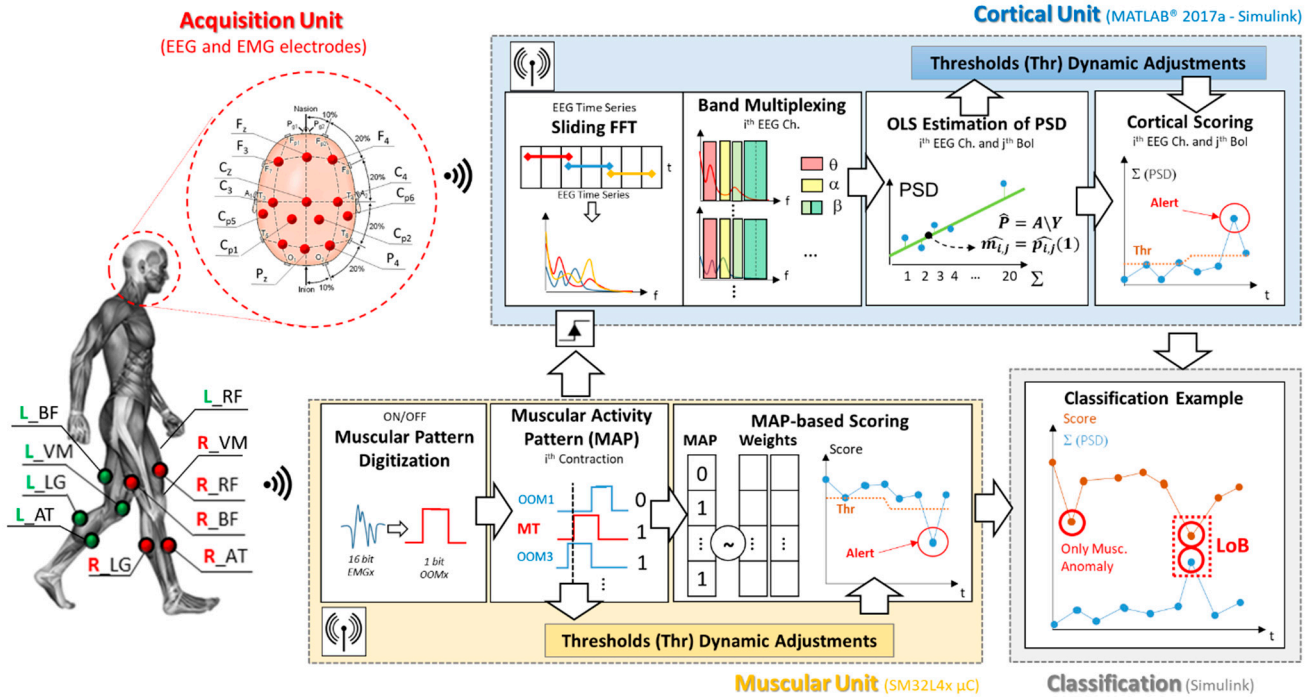 Acquisition Unit
(EEG and EMG electrodes)
Nasion
10%
20%
20%
20%
20%
10%
Inion
Fz
F3
Cz
C3
Cp5
Cp1
Pz
F4
C4
Cp6
Cp2
P4
L_BF
L_VM
L_LG
L_AT
R_LG
L_RF
R_VM
R_RF
R_BF
R_AT
Cortical Unit (MATLAB® 2017a - Simulink)
Thresholds (Thr) Dynamic Adjustments
EEG Time Series
Sliding FFT
t
EEG Time Series
f
Band Multiplexing
ith EEG Ch.
θ
α
β
f
f
⋮
⋮
...
OLS Estimation of PSD
ith EEG Ch. and jth BoI
PSD
P̂ = A\Y
m̂i,j = p̂i,j(1)
1 2 3 4 ... 20 Σ
Cortical Scoring
ith EEG Ch. and jth BoI
Σ (PSD)
Alert
Thr
t
ON/OFF
Muscular Pattern
Digitization
16 bit
EMGx
1 bit
OOMx
Muscular Activity
Pattern (MAP)
ith Contraction
OOM1 0
MT 1
OOM3 1
⋮
MAP-based Scoring
MAP Weights
0
1
⋮
~
1
Score
Thr
Alert
t
Thresholds (Thr) Dynamic Adjustments
Muscular Unit (SM32L4x µC)
Classification Example
Score
Σ (PSD)
Only Musc.
Anomaly
LoB
t
Classification (Simulink)